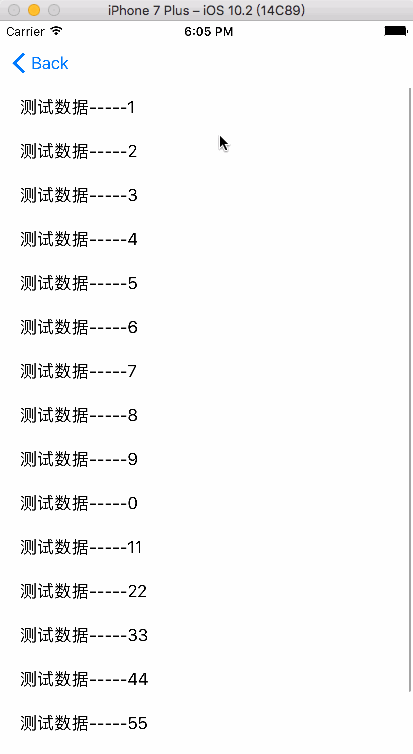 iPhone 7 Plus – iOS 10.2 (14C89)
Carrier 6:05 PM
Back
测试数据-----1
测试数据-----2
测试数据-----3
测试数据-----4
测试数据-----5
测试数据-----6
测试数据-----7
测试数据-----8
测试数据-----9
测试数据-----0
测试数据-----11
测试数据-----22
测试数据-----33
测试数据-----44
测试数据-----55